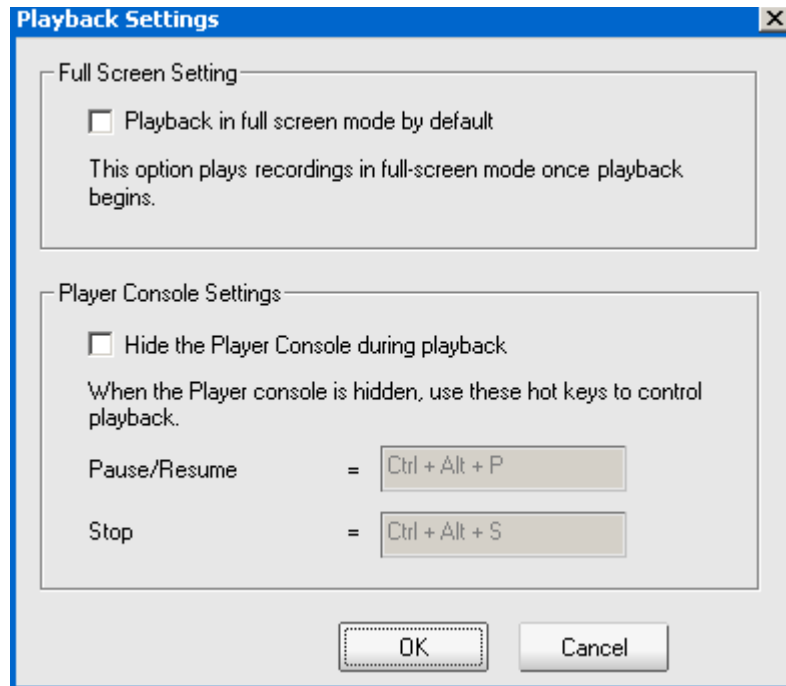 Playback Settings
Full Screen Setting
Playback in full screen mode by default
This option plays recordings in full-screen mode once playback
begins.
Player Console Settings
Hide the Player Console during playback
When the Player console is hidden, use these hot keys to control
playback.
Pause/Resume = Ctrl + Alt + P
Stop = Ctrl + Alt + S
OK Cancel